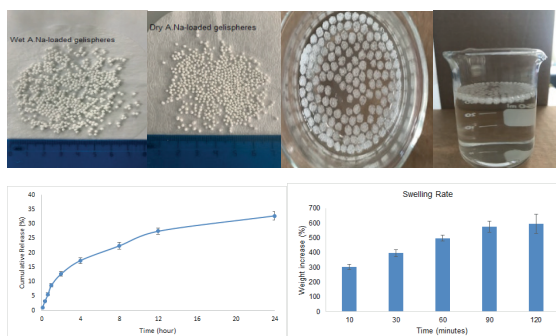 Wet A.Na-loaded gelispheres
Dry A.Na-loaded gelispheres
Cumulative Release (%)
40
35
30
25
20
15
10
5
0
0 4 8 12 16 20 24
Time (hour)
Swelling Rate
Weight increase (%)
700
600
500
400
300
200
100
0
10 30 60 90 120
Time (minutes)